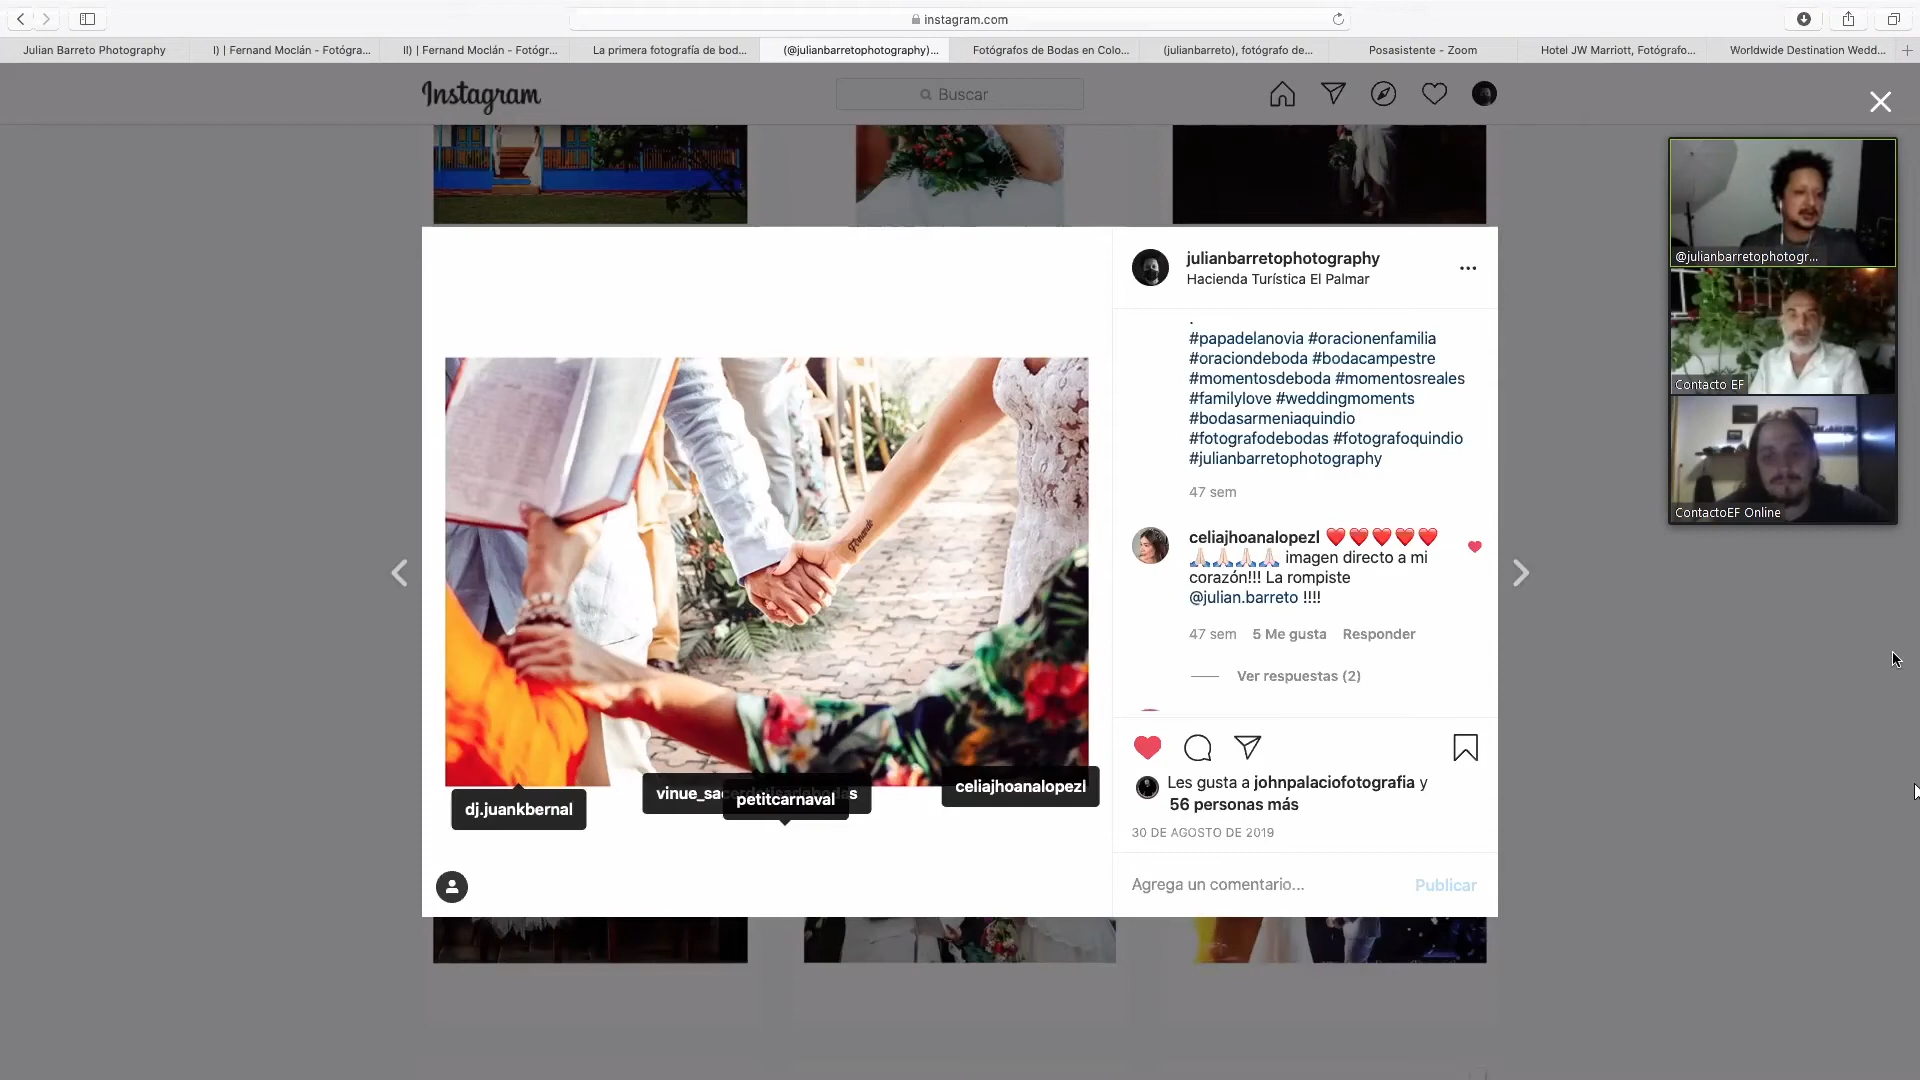 instagram.com
Julian Barreto Photography
I) | Fernand Moclán - Fotógra...
II) | Fernand Moclán - Fotógr...
La primera fotografía de bod...
(@julianbarretophotography)...
Fotógrafos de Bodas en Colo...
(julianbarreto), fotógrafo de...
Posasistente - Zoom
Hotel JW Marriott, Fotógrafo...
Worldwide Destination Wedd...
Instagram
Buscar
@julianbarretophotogr...
Contacto EF
ContactoEF Online
julianbarretophotography
Hacienda Turística El Palmar
.
#papadelanovia #oracionenfamilia
#oraciondeboda #bodacampestre
#momentosdeboda #momentosreales
#familylove #weddingmoments
#bodasarmeniaquindio
#fotografodebodas #fotografoquindio
#julianbarretophotography
47 sem
celiajhoanalopezl ❤️❤️❤️❤️❤️
🙏🏻🙏🏻🙏🏻🙏🏻 imagen directo a mi
corazón!!! La rompiste
@julian.barreto !!!!
47 sem 5 Me gusta Responder
Ver respuestas (2)
Les gusta a johnpalaciofotografia y
56 personas más
30 DE AGOSTO DE 2019
Agrega un comentario...
Publicar
dj.juankbernal
petitcarnaval
celiajhoanalopezl